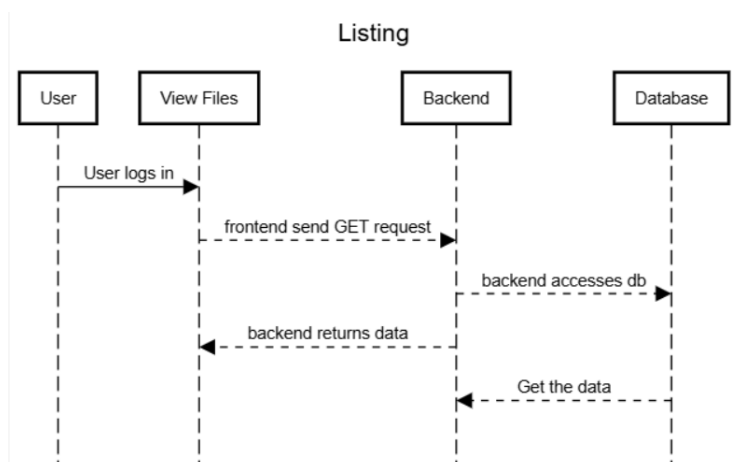 Listing
User
View Files
Backend
Database
User logs in
frontend send GET request
backend accesses db
backend returns data
Get the data